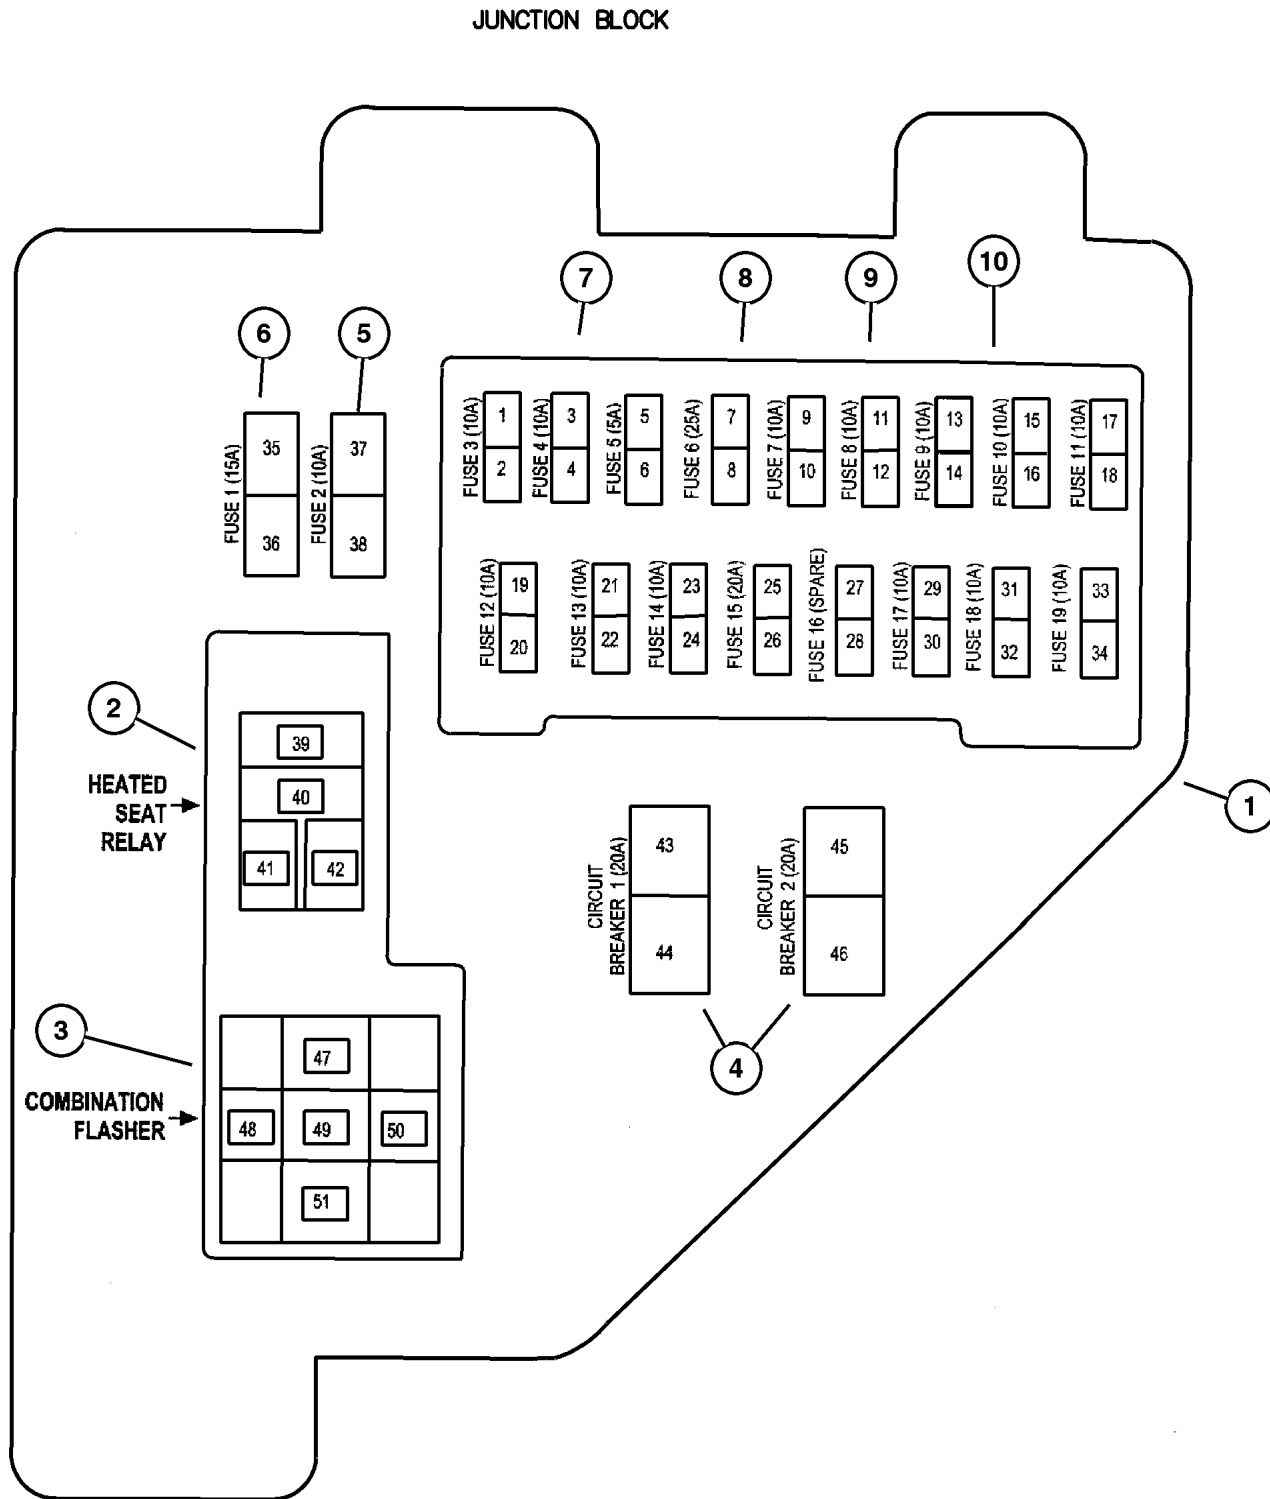 JUNCTION BLOCK
7
8
9
10
6
5
FUSE 1 (15A)
35
36
FUSE 2 (10A)
37
38
FUSE 3 (10A)
1
2
FUSE 4 (10A)
3
4
FUSE 5 (5A)
5
6
FUSE 6 (25A)
7
8
FUSE 7 (10A)
9
10
FUSE 8 (10A)
11
12
FUSE 9 (10A)
13
14
FUSE 10 (10A)
15
16
FUSE 11 (10A)
17
18
FUSE 12 (10A)
19
20
FUSE 13 (10A)
21
22
FUSE 14 (10A)
23
24
FUSE 15 (20A)
25
26
FUSE 16 (SPARE)
27
28
FUSE 17 (10A)
29
30
FUSE 18 (10A)
31
32
FUSE 19 (10A)
33
34
2
HEATED
SEAT
RELAY
39
40
41
42
1
CIRCUIT
BREAKER 1 (20A)
43
44
CIRCUIT
BREAKER 2 (20A)
45
46
4
3
COMBINATION
FLASHER
47
48
49
50
51